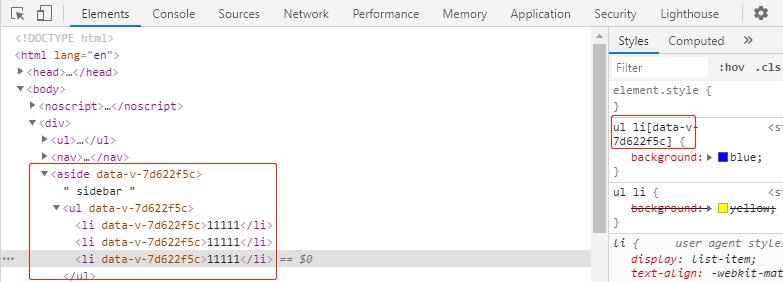 Elements Console Sources Network Performance Memory Application Security Lighthouse
<!DOCTYPE html>
<html lang="en">
<head>…</head>
<body>
<noscript>…</noscript>
<div>
<ul>…</ul>
<nav>…</nav>
<aside data-v-7d622f5c>
" sidebar "
<ul data-v-7d622f5c>
<li data-v-7d622f5c>11111</li>
<li data-v-7d622f5c>11111</li>
<li data-v-7d622f5c>11111</li> == $0
</ul>
Styles Computed »
Filter :hov .cls
element.style {
}
ul li[data-v- <st
7d622f5c] {
background: blue;
}
ul li { <st
background: yellow;
}
li { user agent styles
display: list-item;
text-align: -webkit-mat